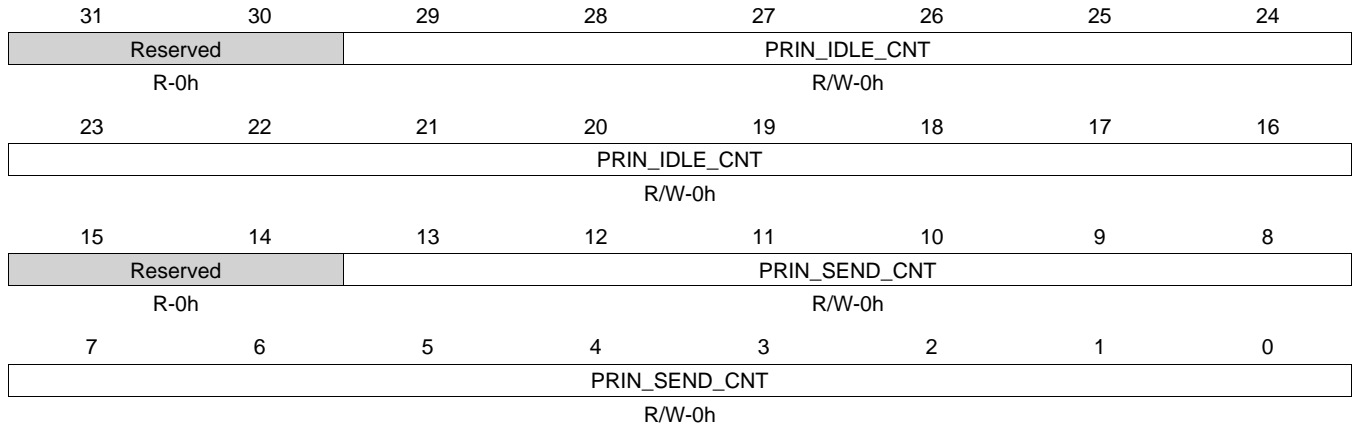 31 30 29 28 27 26 25 24
Reserved PRIN_IDLE_CNT
R-0h R/W-0h
23 22 21 20 19 18 17 16
PRIN_IDLE_CNT
R/W-0h
15 14 13 12 11 10 9 8
Reserved PRIN_SEND_CNT
R-0h R/W-0h
7 6 5 4 3 2 1 0
PRIN_SEND_CNT
R/W-0h